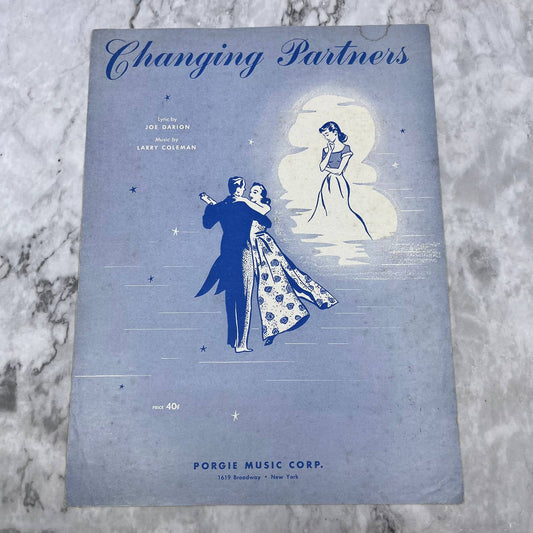 Changing Partners
Lyric by
JOE DARION
Music by
LARRY COLEMAN
PRICE 40¢
PORGIE MUSIC CORP.
1619 Broadway • New York